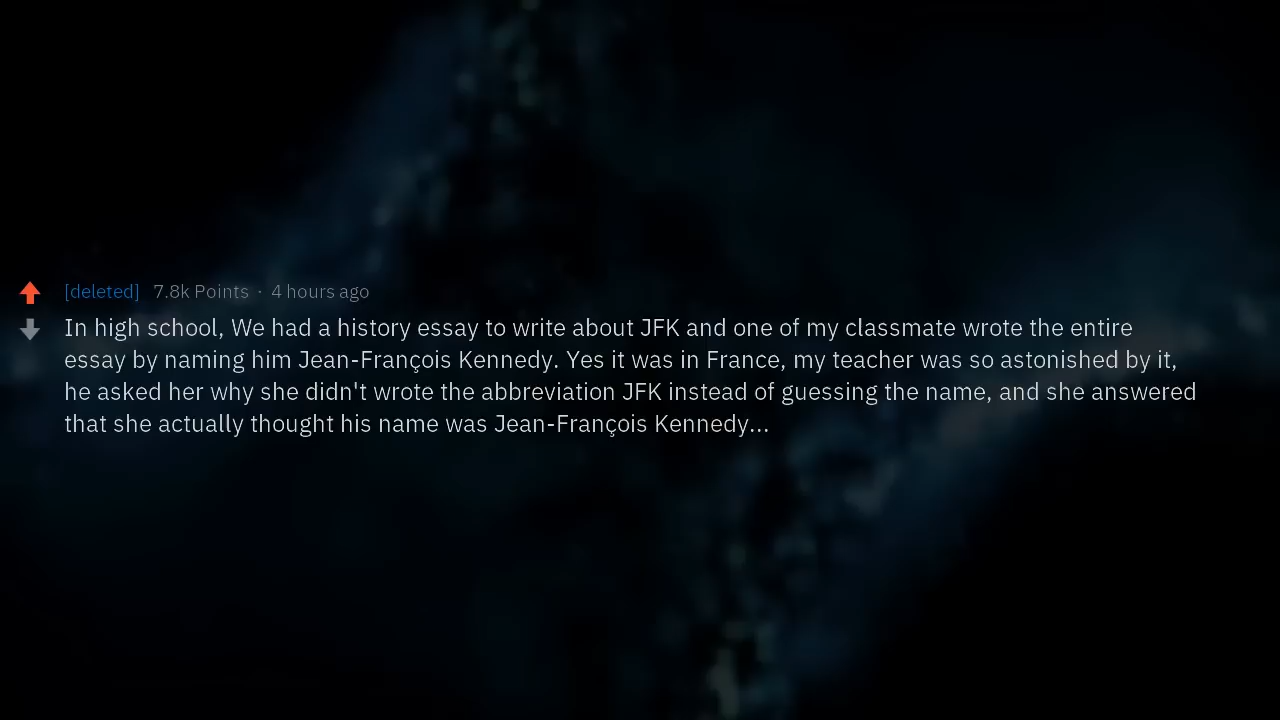 [deleted] 7.8k Points · 4 hours ago
In high school, We had a history essay to write about JFK and one of my classmate wrote the entire
essay by naming him Jean-François Kennedy. Yes it was in France, my teacher was so astonished by it,
he asked her why she didn't wrote the abbreviation JFK instead of guessing the name, and she answered
that she actually thought his name was Jean-François Kennedy...